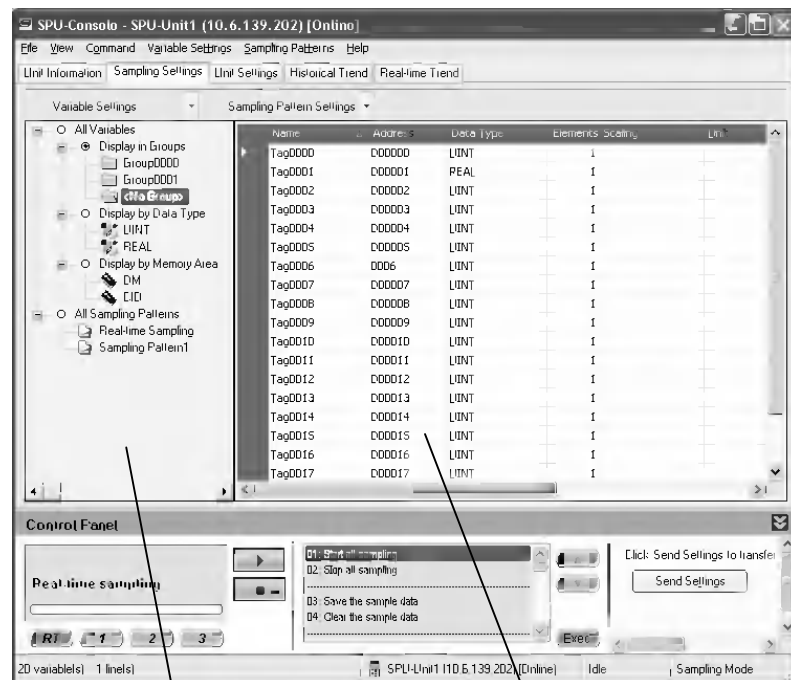 SPU-Console - SPU-Unit1 (10.6.139.202) [Online]
File View Command Variable Settings Sampling Patterns Help
Unit Information Sampling Settings Unit Settings Historical Trend Real-time Trend
Variable Settings Sampling Pattern Settings
All Variables
Display in Groups
Group0000
Group0001
<No Group>
Display by Data Type
UINT
REAL
Display by Memory Area
DM
CIO
All Sampling Patterns
Real-time Sampling
Sampling Pattern1
Name Address Data Type Elements Scaling Unit
Tag0000 D00000 UINT 1
Tag0001 D00001 REAL 1
Tag0002 D00002 UINT 1
Tag0003 D00003 UINT 1
Tag0004 D00004 UINT 1
Tag0005 D00005 UINT 1
Tag0006 0006 UINT 1
Tag0007 D00007 UINT 1
Tag0008 D00008 UINT 1
Tag0009 D00009 UINT 1
Tag0010 D00010 UINT 1
Tag0011 D00011 UINT 1
Tag0012 D00012 UINT 1
Tag0013 D00013 UINT 1
Tag0014 D00014 UINT 1
Tag0015 D00015 UINT 1
Tag0016 D00016 UINT 1
Tag0017 D00017 UINT 1
Control Panel
Real-time sampling
RT 1 2 3
01: Start all sampling
02: Stop all sampling
03: Save the sample data
04: Clear the sample data
Exec
Click Send Settings to transfer
Send Settings
20 variable(s) 1 line(s) SPU-Unit1 (10.6.139.202) [Online] Idle Sampling Mode